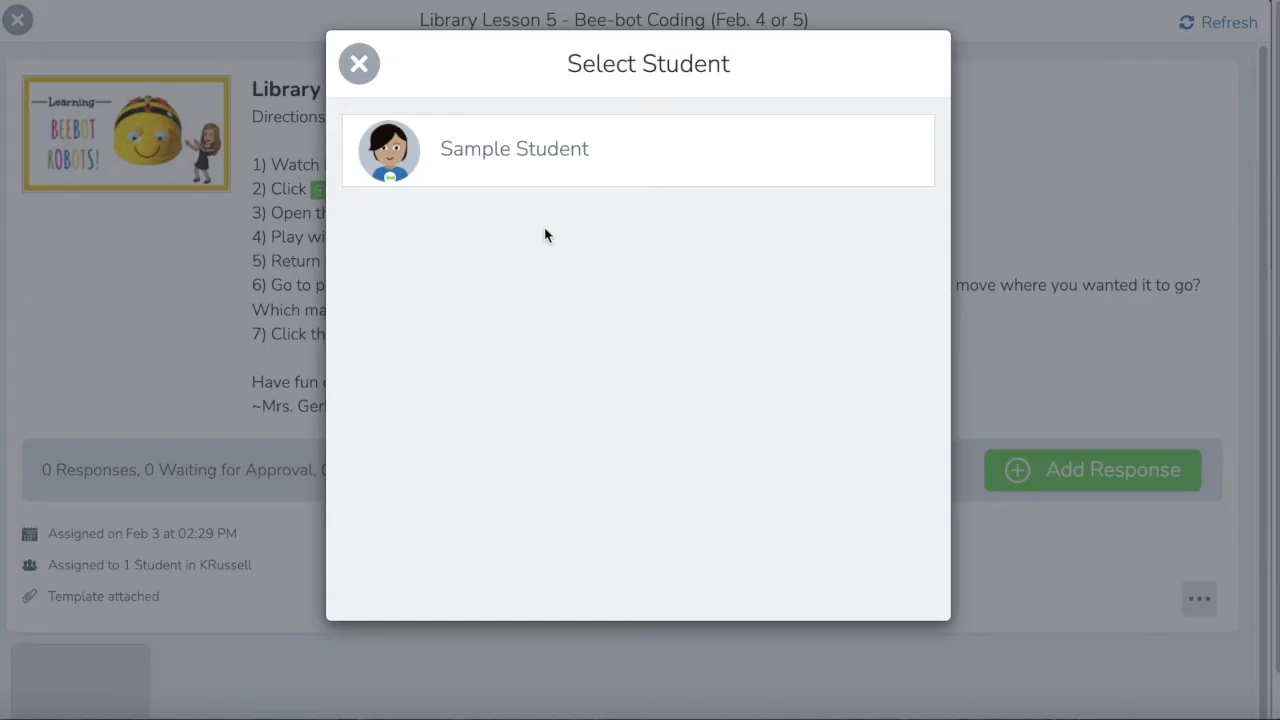 Library Lesson 5 - Bee-bot Coding (Feb. 4 or 5)
Refresh
Select Student
Sample Student
Learning
BEEBOT
ROBOTS!
Library
Directions
1) Watch
2) Click
3) Open th
4) Play wi
5) Return
6) Go to p
move where you wanted it to go?
Which ma
7) Click th
Have fun
~Mrs. Ger
0 Responses, 0 Waiting for Approval,
Add Response
Assigned on Feb 3 at 02:29 PM
Assigned to 1 Student in KRussell
Template attached